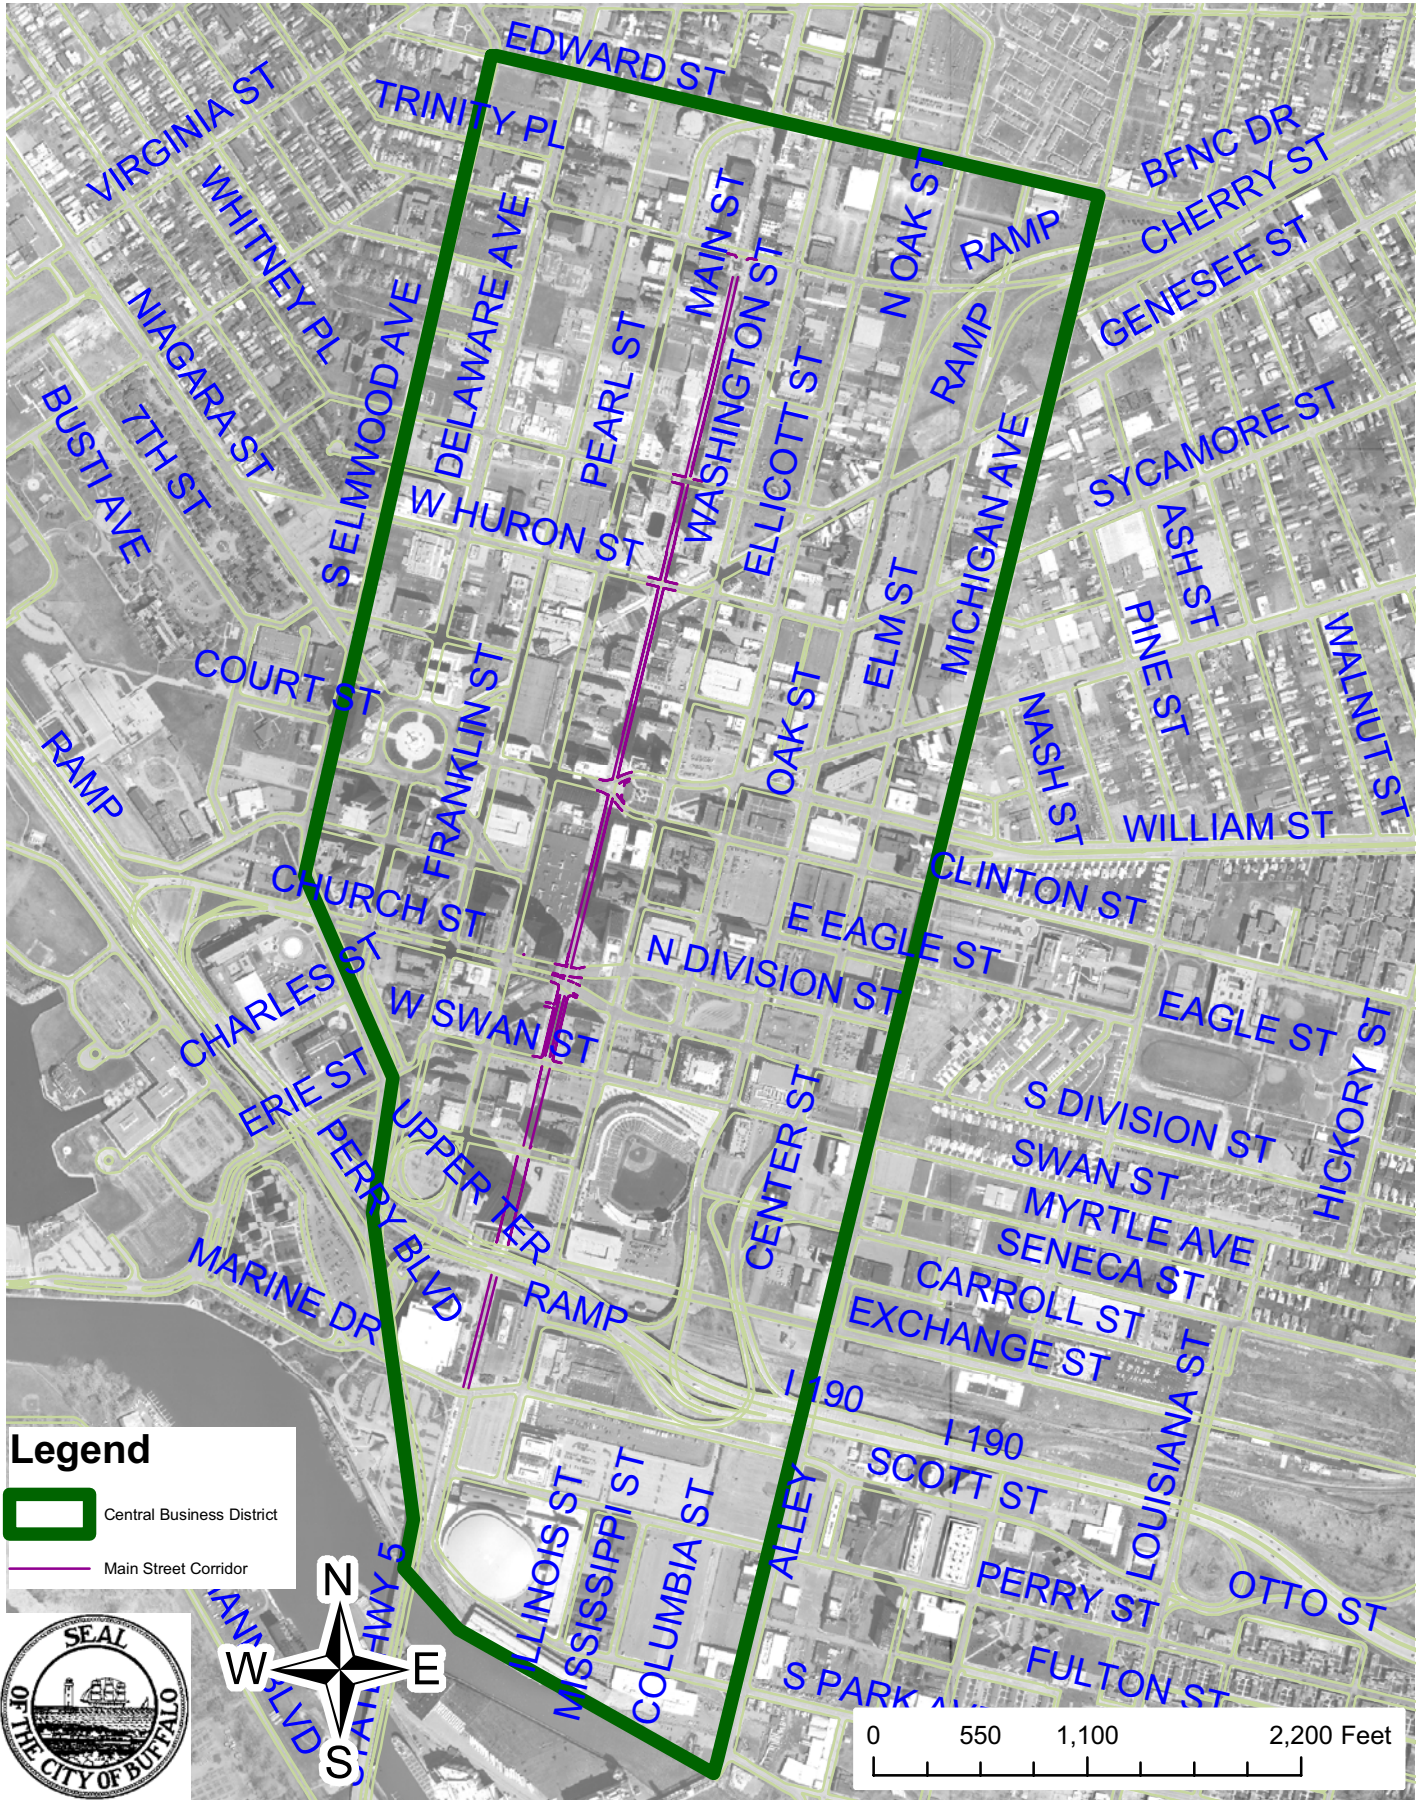 EDWARD ST
TRINITY PL
VIRGINIA ST
WHITNEY PL
BFNC DR
CHERRY ST
GENESEE ST
N OAK ST
RAMP
RAMP
MAIN ST
WASHINGTON ST
DELAWARE AVE
S ELMWOOD AVE
NIAGARA ST
7TH ST
BUSTI AVE
PEARL ST
ELLICOTT ST
W HURON ST
SYCAMORE ST
MICHIGAN AVE
ELM ST
ASH ST
PINE ST
WALNUT ST
NASH ST
OAK ST
COURT ST
FRANKLIN ST
RAMP
WILLIAM ST
CLINTON ST
CHURCH ST
E EAGLE ST
N DIVISION ST
CHARLES ST
W SWAN ST
EAGLE ST
HICKORY ST
ERIE ST
UPPER TER
PERRY BLVD
CENTER ST
S DIVISION ST
SWAN ST
MYRTLE AVE
SENECA ST
CARROLL ST
EXCHANGE ST
MARINE DR
RAMP
I 190
I 190
SCOTT ST
LOUISIANA ST
ALLEY
ILLINOIS ST
MISSISSIPPI ST
COLUMBIA ST
PERRY ST
OTTO ST
FULTON ST
S PARK AV
HWY 5
BLVD
Legend
Central Business District
Main Street Corridor
N
W E
S
SEAL
OF THE CITY OF BUFFALO
0 550 1,100 2,200 Feet